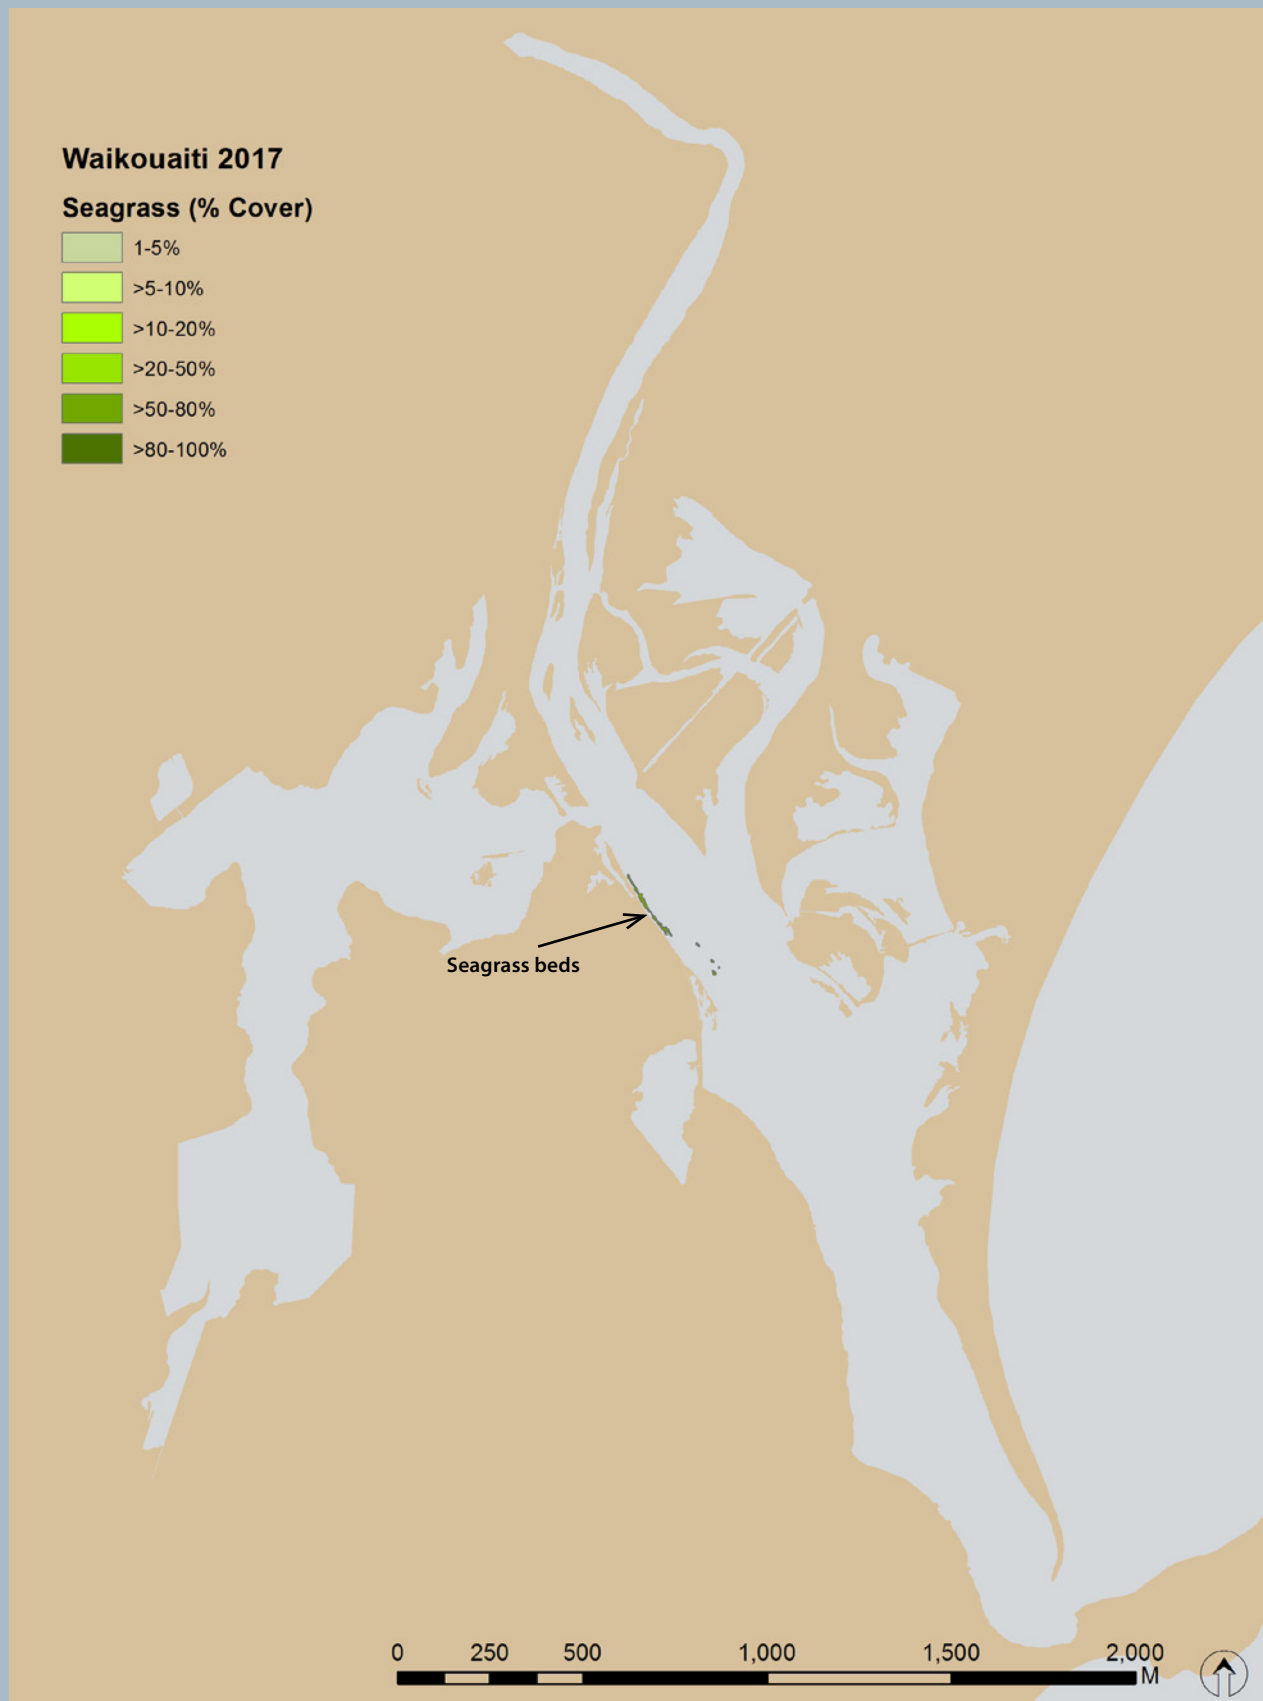 Waikouaiti 2017
Seagrass (% Cover)
1-5%
>5-10%
>10-20%
>20-50%
>50-80%
>80-100%
Seagrass beds
0 250 500 1,000 1,500 2,000
M